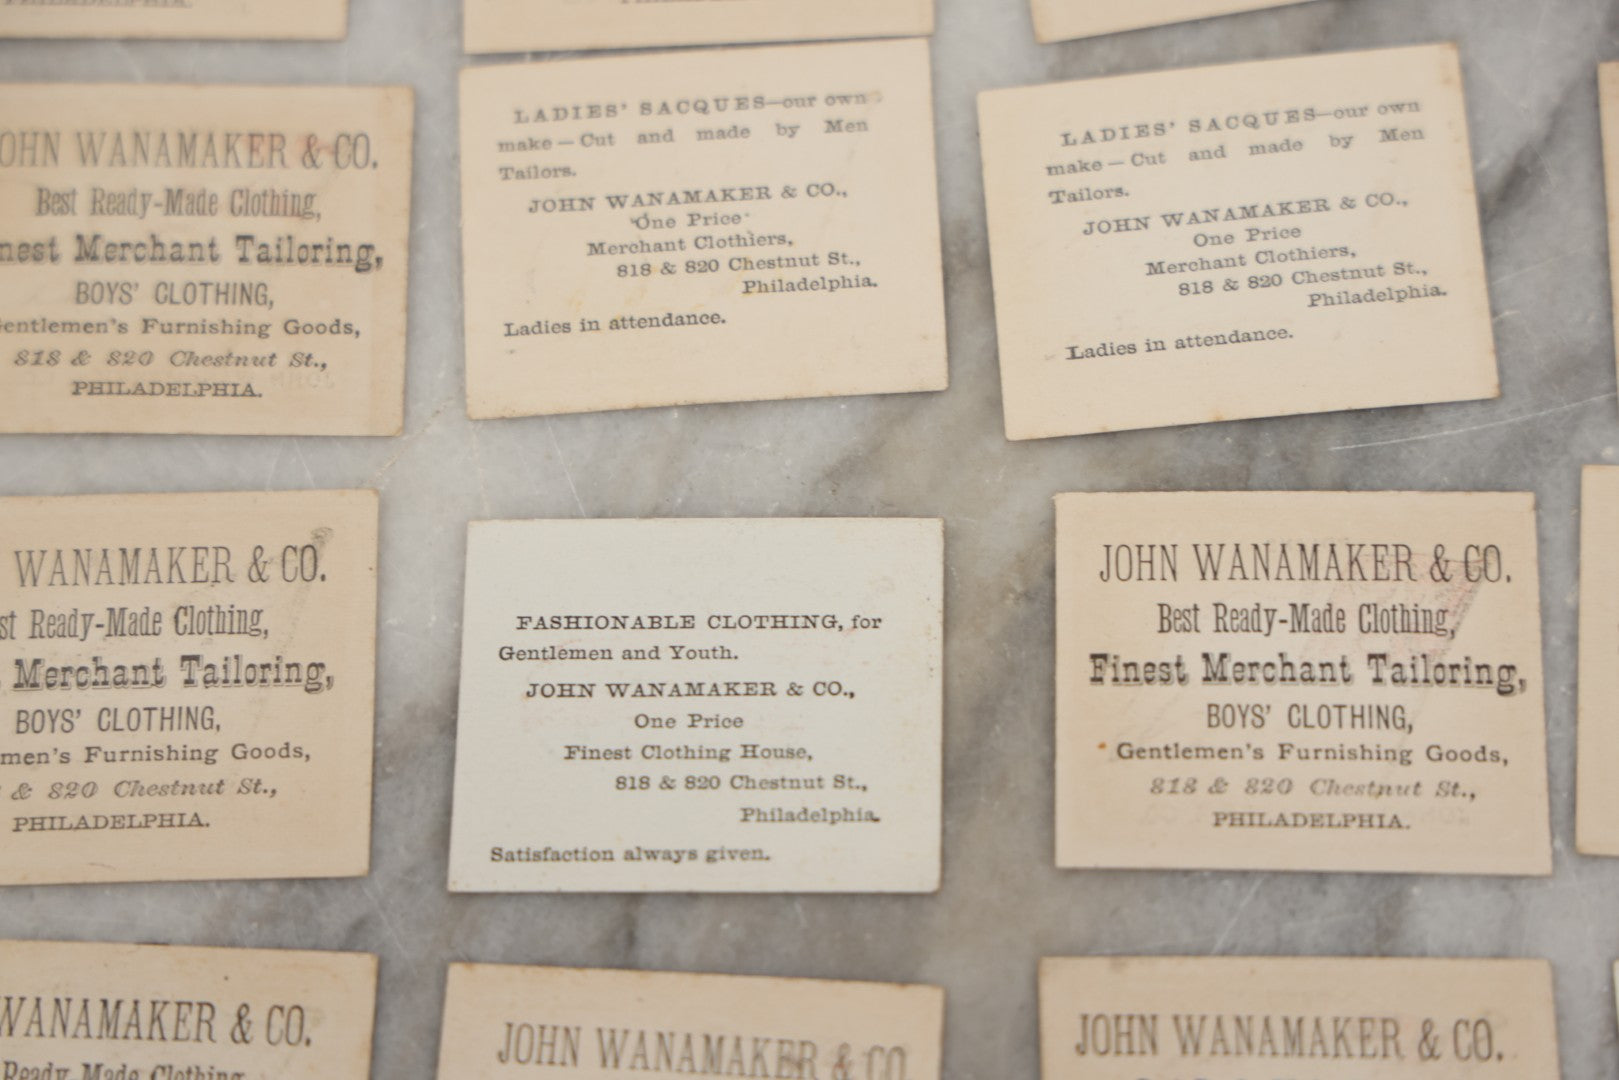 PHILADELPHIA.
JOHN WANAMAKER & CO.
Best Ready-Made Clothing,
Merchant Tailoring,
BOYS' CLOTHING,
Gentlemen's Furnishing Goods,
818 & 820 Chestnut St.,
PHILADELPHIA.
LADIES' SACQUES—our own
make—Cut and made by Men
Tailors.
JOHN WANAMAKER & CO.,
One Price
Merchant Clothiers,
818 & 820 Chestnut St.,
Philadelphia.
Ladies in attendance.
LADIES' SACQUES—our own
make—Cut and made by Men
Tailors.
JOHN WANAMAKER & CO.,
One Price
Merchant Clothiers,
818 & 820 Chestnut St.,
Philadelphia.
Ladies in attendance.
WANAMAKER & CO.
Ready-Made Clothing,
Merchant Tailoring,
BOYS' CLOTHING,
Furnishing Goods,
& 820 Chestnut St.,
PHILADELPHIA.
FASHIONABLE CLOTHING, for
Gentlemen and Youth.
JOHN WANAMAKER & CO.,
One Price
Finest Clothing House,
818 & 820 Chestnut St.,
Philadelphia.
Satisfaction always given.
JOHN WANAMAKER & CO.
Best Ready-Made Clothing,
Finest Merchant Tailoring,
BOYS' CLOTHING,
Gentlemen's Furnishing Goods,
818 & 820 Chestnut St.,
PHILADELPHIA.
WANAMAKER & CO.
Ready-Made Clothing,
JOHN WANAMAKER & CO
JOHN WANAMAKER & CO.